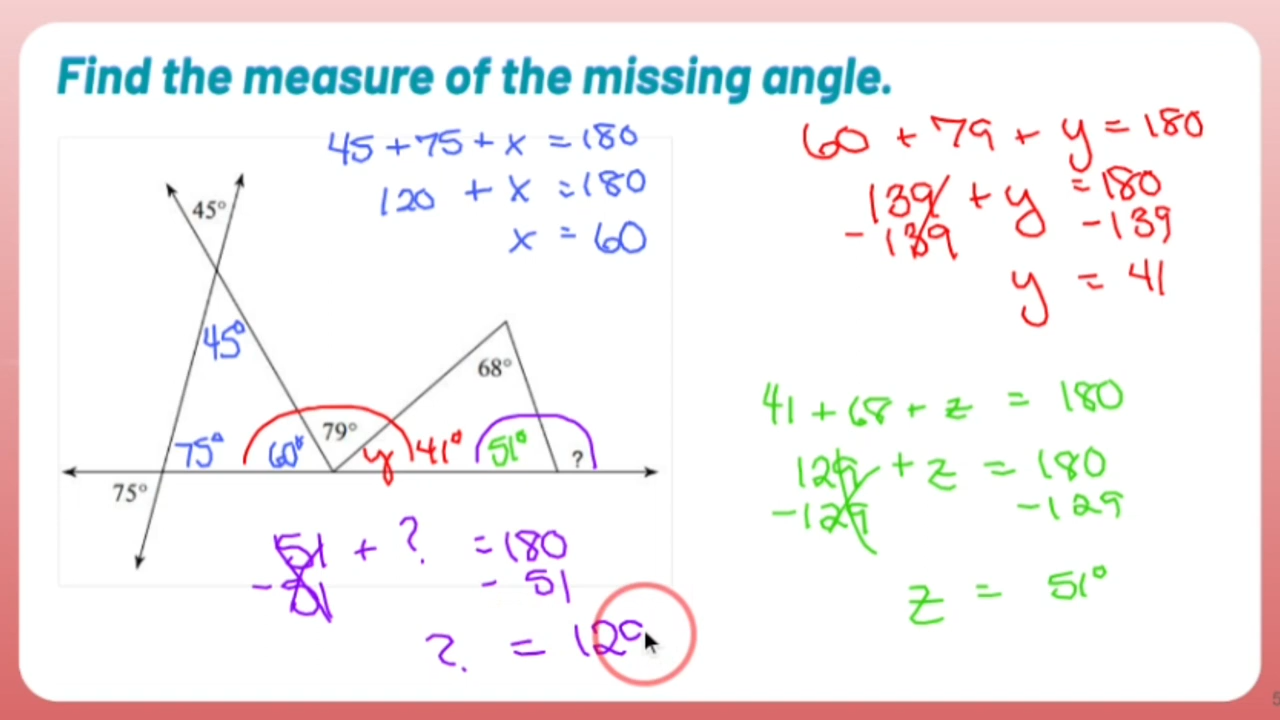 Find the measure of the missing angle.
45 + 75 + x = 180
120 + x = 180
x = 60
60 + 79 + y = 180
139 + y = 180
-139 -139
y = 41
45°
45°
68°
79°
75°
60°
y
41°
51°
?
75°
41 + 68 + z = 180
129 + z = 180
-129 -129
z = 51°
51 + ? = 180
-51 -51
? = 129